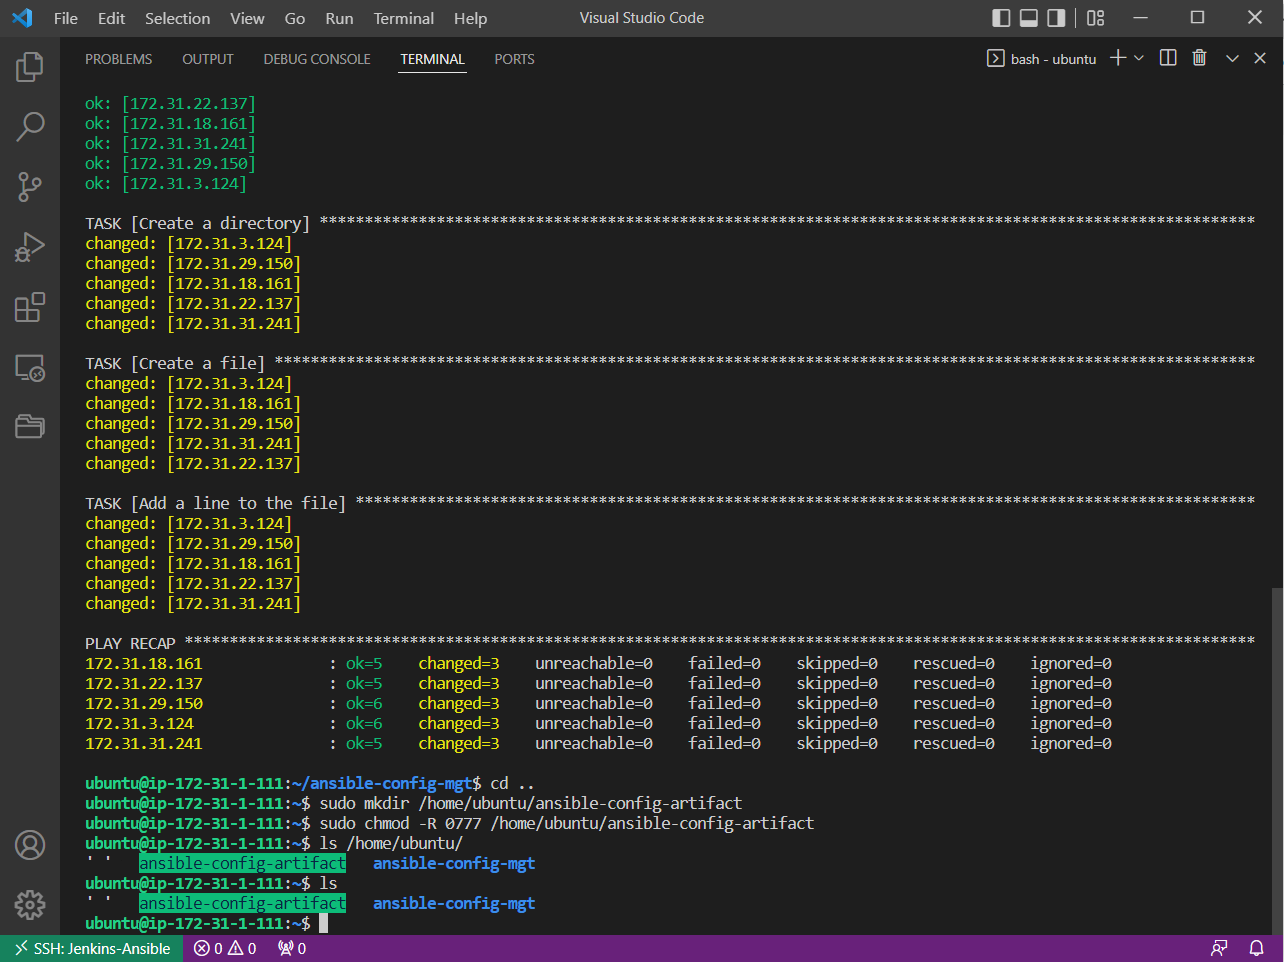 File Edit Selection View Go Run Terminal Help Visual Studio Code
PROBLEMS OUTPUT DEBUG CONSOLE TERMINAL PORTS bash - ubuntu
ok: [172.31.22.137]
ok: [172.31.18.161]
ok: [172.31.31.241]
ok: [172.31.29.150]
ok: [172.31.3.124]
TASK [Create a directory] ********************************************************************************************************
changed: [172.31.3.124]
changed: [172.31.29.150]
changed: [172.31.18.161]
changed: [172.31.22.137]
changed: [172.31.31.241]
TASK [Create a file] *************************************************************************************************************
changed: [172.31.3.124]
changed: [172.31.18.161]
changed: [172.31.29.150]
changed: [172.31.31.241]
changed: [172.31.22.137]
TASK [Add a line to the file] ****************************************************************************************************
changed: [172.31.3.124]
changed: [172.31.29.150]
changed: [172.31.18.161]
changed: [172.31.22.137]
changed: [172.31.31.241]
PLAY RECAP ***********************************************************************************************************************
172.31.18.161 : ok=5 changed=3 unreachable=0 failed=0 skipped=0 rescued=0 ignored=0
172.31.22.137 : ok=5 changed=3 unreachable=0 failed=0 skipped=0 rescued=0 ignored=0
172.31.29.150 : ok=6 changed=3 unreachable=0 failed=0 skipped=0 rescued=0 ignored=0
172.31.3.124 : ok=6 changed=3 unreachable=0 failed=0 skipped=0 rescued=0 ignored=0
172.31.31.241 : ok=5 changed=3 unreachable=0 failed=0 skipped=0 rescued=0 ignored=0
ubuntu@ip-172-31-1-111:~/ansible-config-mgt$ cd ..
ubuntu@ip-172-31-1-111:~$ sudo mkdir /home/ubuntu/ansible-config-artifact
ubuntu@ip-172-31-1-111:~$ sudo chmod -R 0777 /home/ubuntu/ansible-config-artifact
ubuntu@ip-172-31-1-111:~$ ls /home/ubuntu/
' ' ansible-config-artifact ansible-config-mgt
ubuntu@ip-172-31-1-111:~$ ls
' ' ansible-config-artifact ansible-config-mgt
ubuntu@ip-172-31-1-111:~$
SSH: Jenkins-Ansible 0 0 0